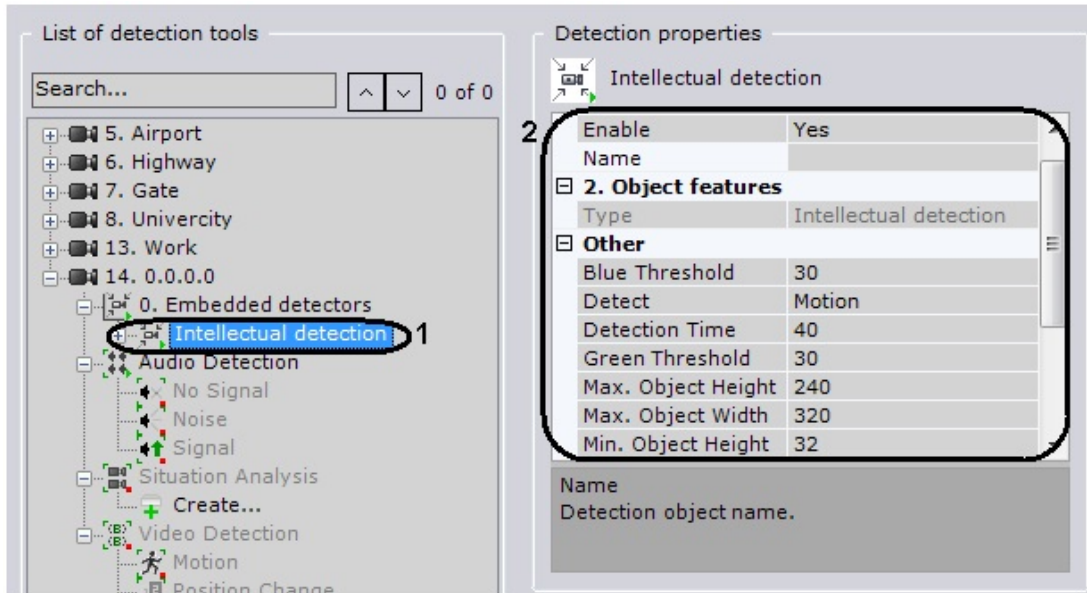 List of detection tools
Search...
0 of 0
5. Airport
6. Highway
7. Gate
8. Univercity
13. Work
14. 0.0.0.0
0. Embedded detectors
Intellectual detection
1
Audio Detection
No Signal
Noise
Signal
Situation Analysis
Create...
Video Detection
Motion
Position Change
Detection properties
Intellectual detection
2
Enable Yes
Name
2. Object features
Type Intellectual detection
Other
Blue Threshold 30
Detect Motion
Detection Time 40
Green Threshold 30
Max. Object Height 240
Max. Object Width 320
Min. Object Height 32
Name
Detection object name.